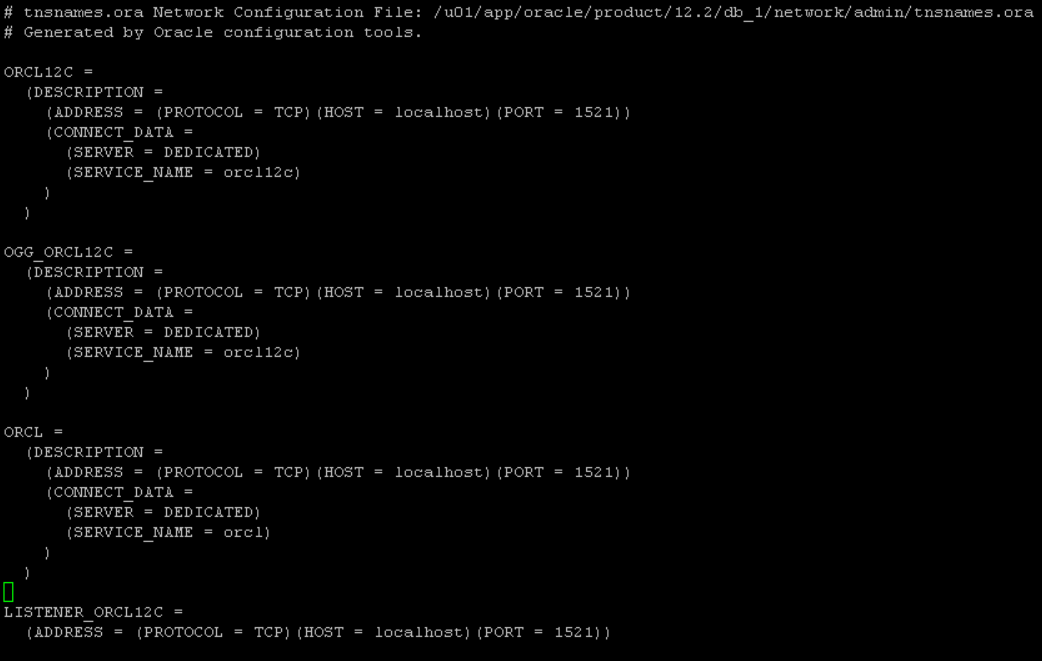 # tnsnames.ora Network Configuration File: /u01/app/oracle/product/12.2/db_1/network/admin/tnsnames.ora
# Generated by Oracle configuration tools.

ORCL12C =
  (DESCRIPTION =
    (ADDRESS = (PROTOCOL = TCP)(HOST = localhost)(PORT = 1521))
    (CONNECT_DATA =
      (SERVER = DEDICATED)
      (SERVICE_NAME = orcl12c)
    )
  )

OGG_ORCL12C =
  (DESCRIPTION =
    (ADDRESS = (PROTOCOL = TCP)(HOST = localhost)(PORT = 1521))
    (CONNECT_DATA =
      (SERVER = DEDICATED)
      (SERVICE_NAME = orcl12c)
    )
  )

ORCL =
  (DESCRIPTION =
    (ADDRESS = (PROTOCOL = TCP)(HOST = localhost)(PORT = 1521))
    (CONNECT_DATA =
      (SERVER = DEDICATED)
      (SERVICE_NAME = orcl)
    )
  )

LISTENER_ORCL12C =
  (ADDRESS = (PROTOCOL = TCP)(HOST = localhost)(PORT = 1521))